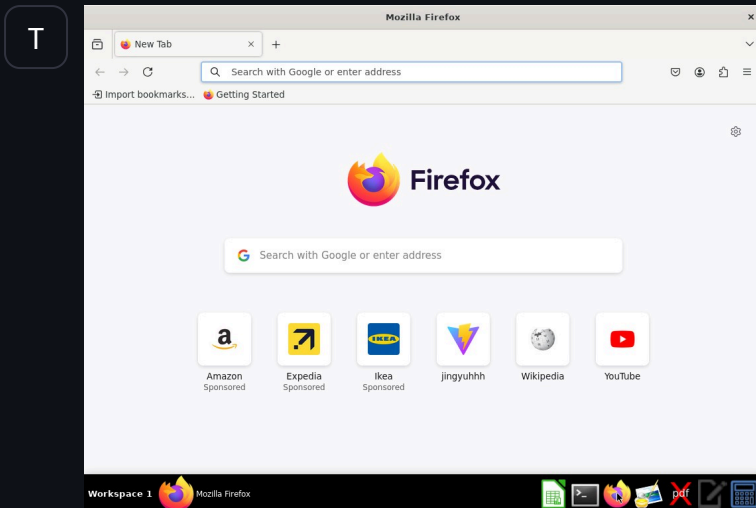 T
Mozilla Firefox
New Tab
Search with Google or enter address
Import bookmarks... Getting Started
Firefox
Search with Google or enter address
a
IKEA
Amazon Expedia Ikea jingyuhhh Wikipedia YouTube
Sponsored Sponsored Sponsored
Workspace 1 Mozilla Firefox pdf